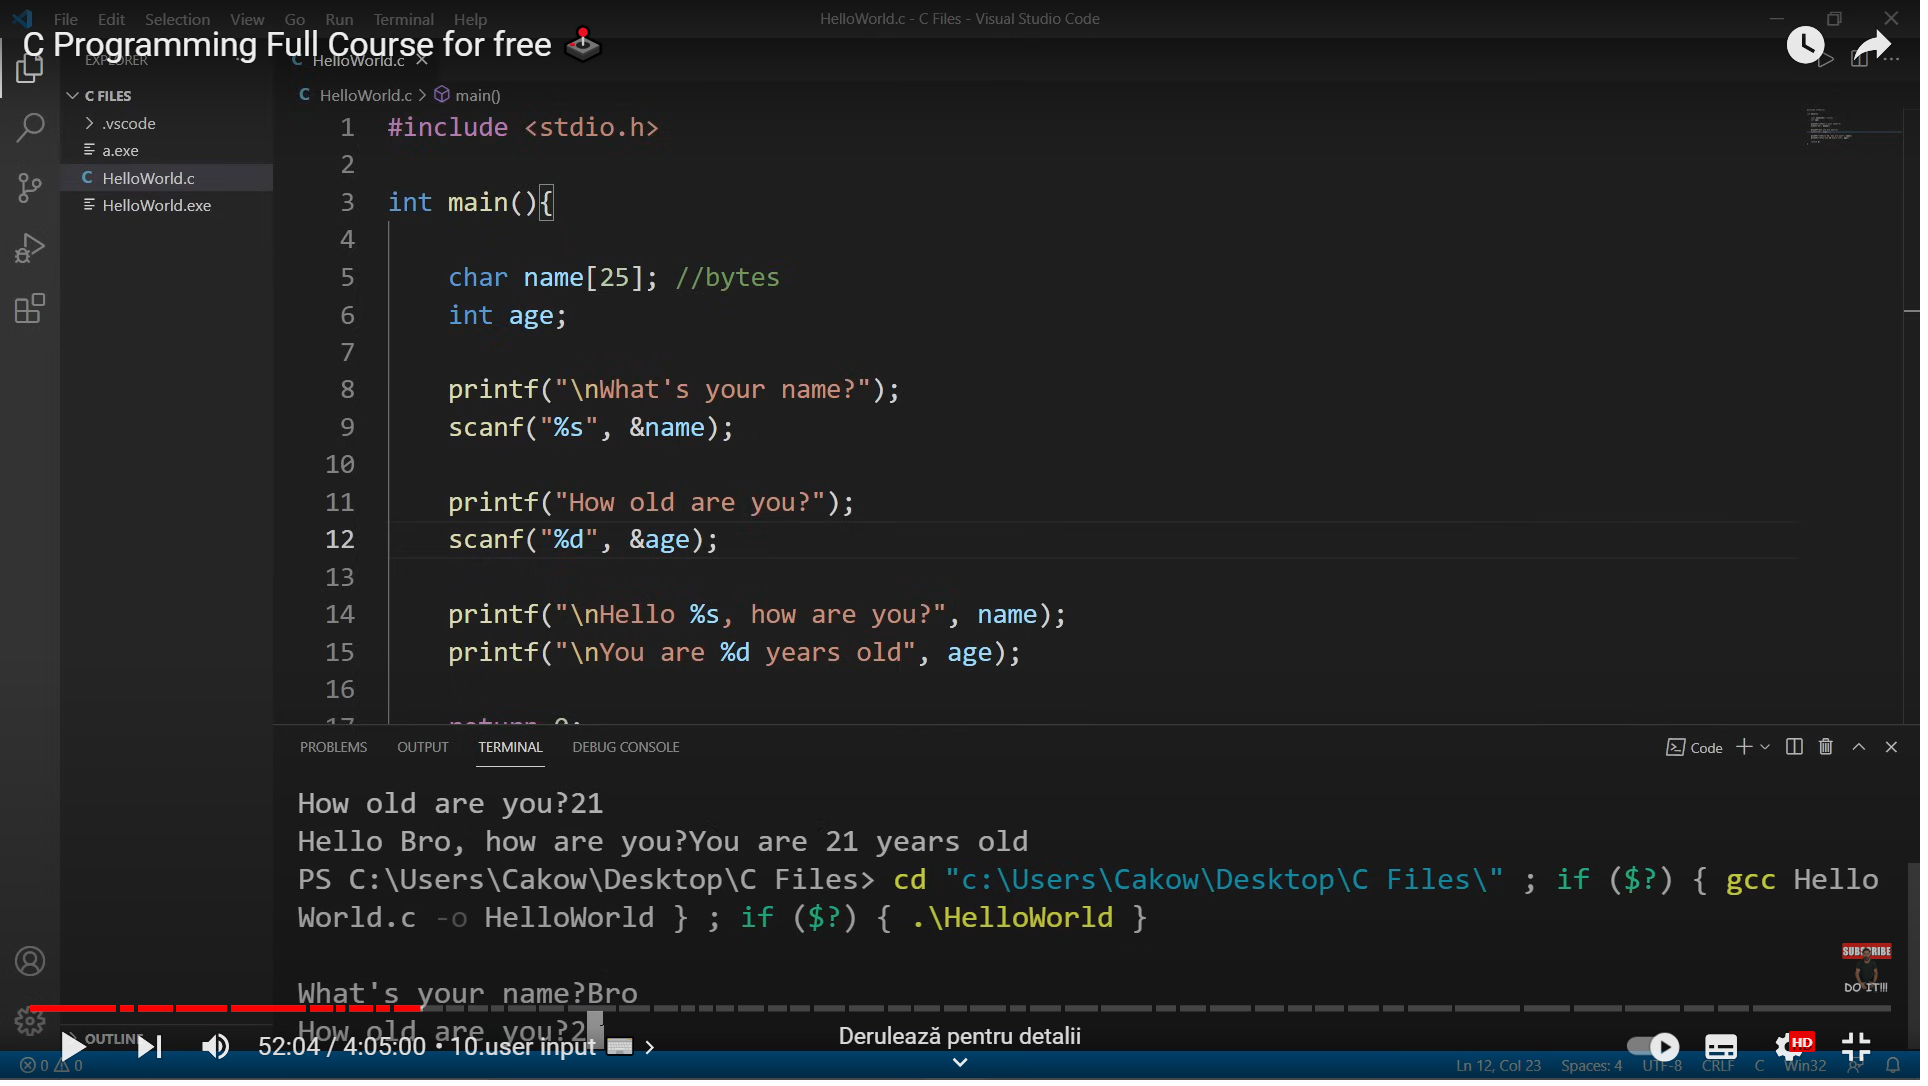 File Edit Selection View Go Run Terminal Help
HelloWorld.c - C Files - Visual Studio Code
C Programming Full Course for free
EXPLORER
C HelloWorld.c
C FILES
.vscode
a.exe
C HelloWorld.c
HelloWorld.exe
C HelloWorld.c > main()
1 #include <stdio.h>
2
3 int main(){
4
5 char name[25]; //bytes
6 int age;
7
8 printf("\nWhat's your name?");
9 scanf("%s", &name);
10
11 printf("How old are you?");
12 scanf("%d", &age);
13
14 printf("\nHello %s, how are you?", name);
15 printf("\nYou are %d years old", age);
16
17 return 0;
PROBLEMS OUTPUT TERMINAL DEBUG CONSOLE
Code
How old are you?21
Hello Bro, how are you?You are 21 years old
PS C:\Users\Cakow\Desktop\C Files> cd "c:\Users\Cakow\Desktop\C Files\" ; if ($?) { gcc Hello
World.c -o HelloWorld } ; if ($?) { .\HelloWorld }
What's your name?Bro
How old are you?2
SUBSCRIBE
DO IT!!!
OUTLINE
52:04 / 4:05:00 • 10.user input
Derulează pentru detalii
HD
0 0
Ln 12, Col 23 Spaces: 4 UTF-8 CRLF C Win32